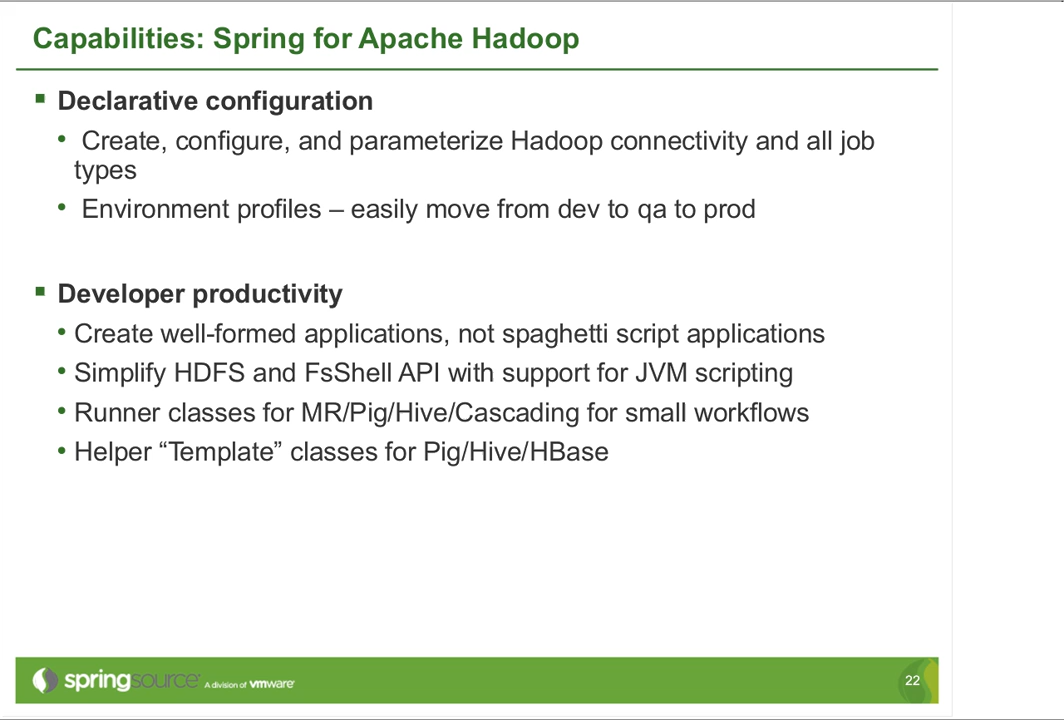 Capabilities: Spring for Apache Hadoop
▪ Declarative configuration
• Create, configure, and parameterize Hadoop connectivity and all job
types
• Environment profiles – easily move from dev to qa to prod
▪ Developer productivity
• Create well-formed applications, not spaghetti script applications
• Simplify HDFS and FsShell API with support for JVM scripting
• Runner classes for MR/Pig/Hive/Cascading for small workflows
• Helper “Template” classes for Pig/Hive/HBase
springsource A division of vmware 22